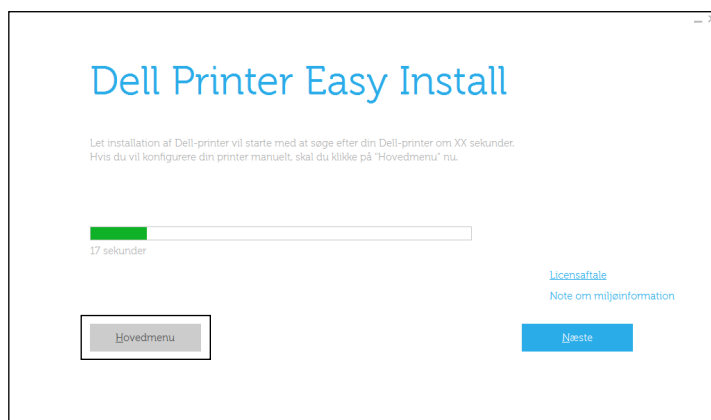 Dell Printer Easy Install
Let installation af Dell-printer vil starte med at søge efter din Dell-printer om XX sekunder.
Hvis du vil konfigurere din printer manuelt, skal du klikke på "Hovedmenu" nu.
17 sekunder
Licensaftale
Note om miljøinformation
Hovedmenu
Næste